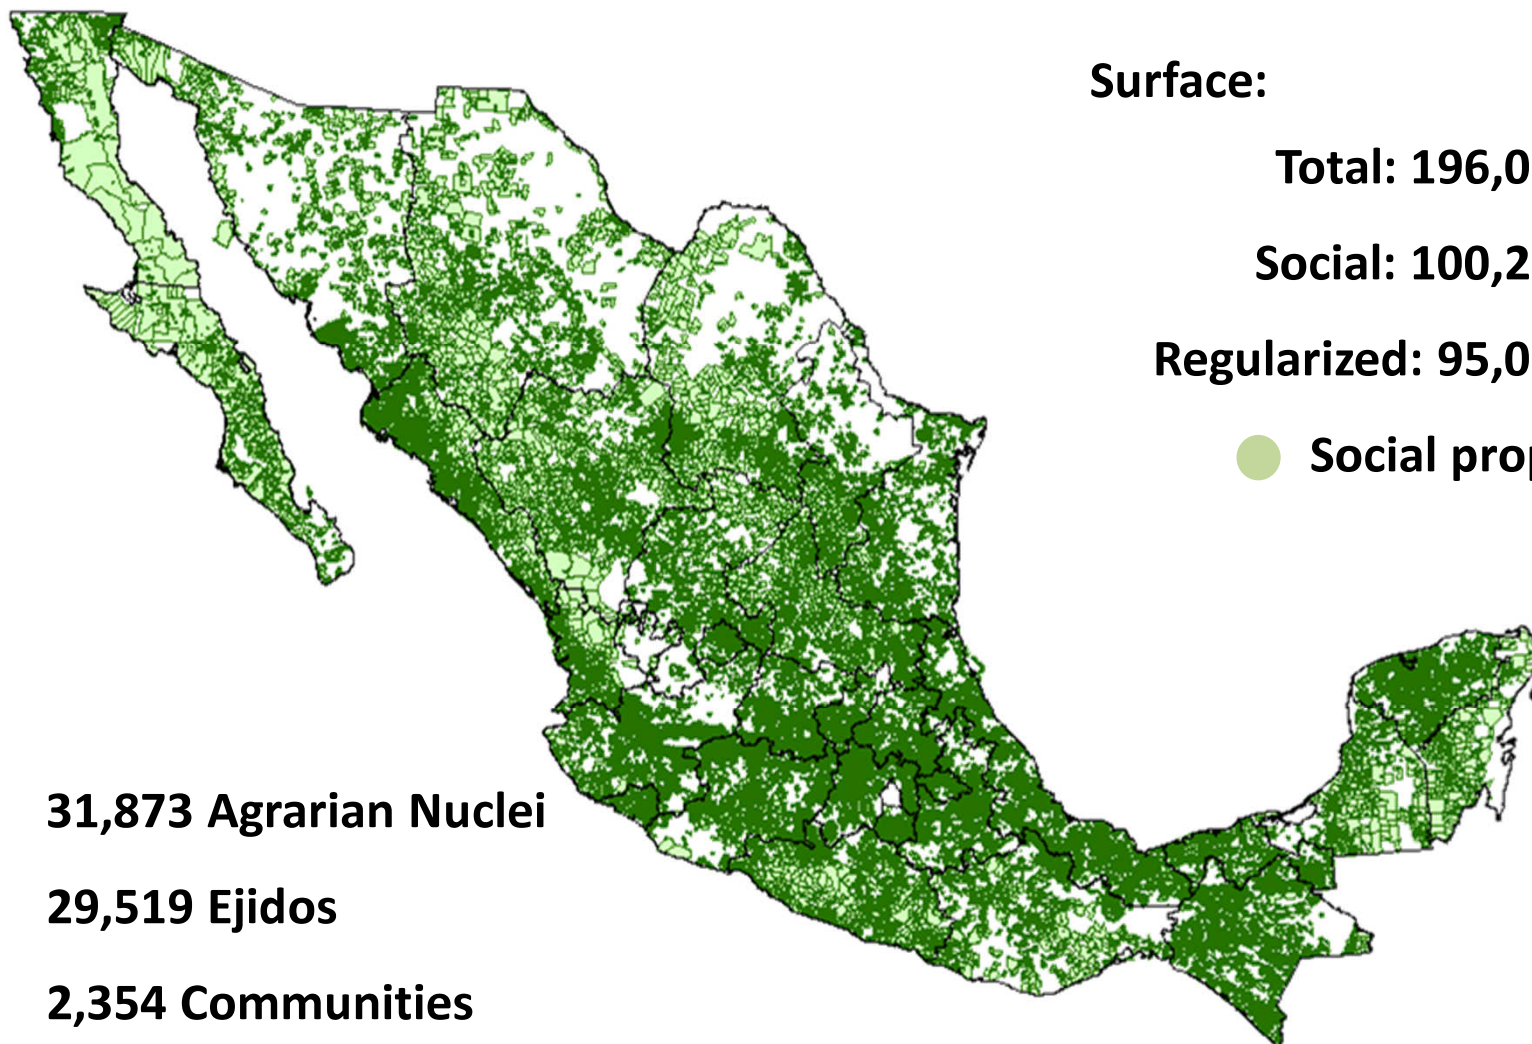 Surface:
Total: 196,0
Social: 100,2
Regularized: 95,0
Social prop
31,873 Agrarian Nuclei
29,519 Ejidos
2,354 Communities